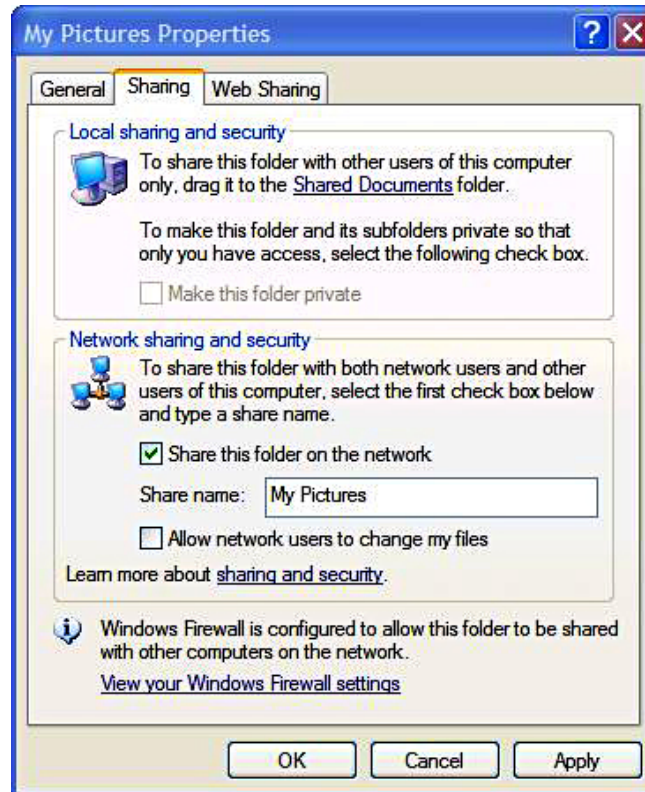 My Pictures Properties
General Sharing Web Sharing
Local sharing and security
To share this folder with other users of this computer
only, drag it to the Shared Documents folder.
To make this folder and its subfolders private so that
only you have access, select the following check box.
Make this folder private
Network sharing and security
To share this folder with both network users and other
users of this computer, select the first check box below
and type a share name.
Share this folder on the network
Share name: My Pictures
Allow network users to change my files
Learn more about sharing and security.
Windows Firewall is configured to allow this folder to be shared
with other computers on the network.
View your Windows Firewall settings
OK Cancel Apply